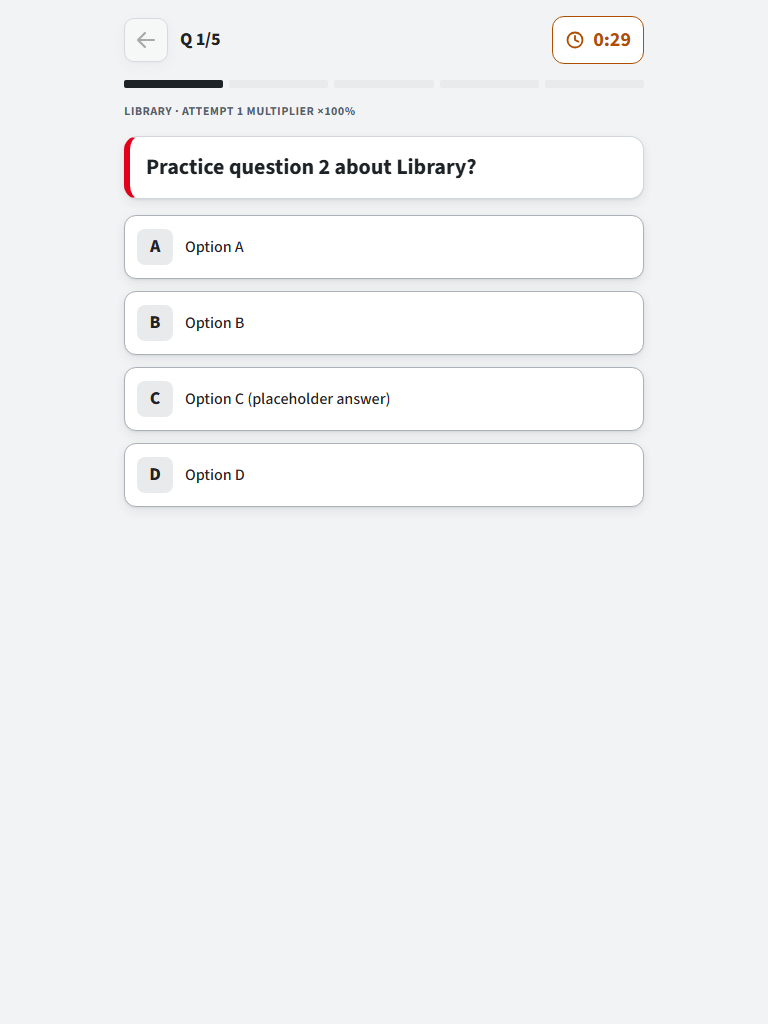 Q 1/5
0:29
LIBRARY · ATTEMPT 1 MULTIPLIER ×100%
Practice question 2 about Library?
A Option A
B Option B
C Option C (placeholder answer)
D Option D